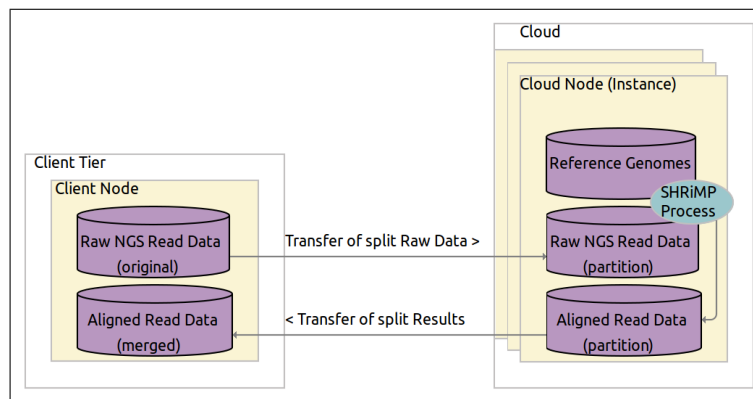 Cloud
Cloud Node (Instance)
Reference Genomes
SHRiMP
Process
Client Tier
Client Node
Raw NGS Read Data
(original)
Transfer of split Raw Data >
Raw NGS Read Data
(partition)
Aligned Read Data
(merged)
< Transfer of split Results
Aligned Read Data
(partition)